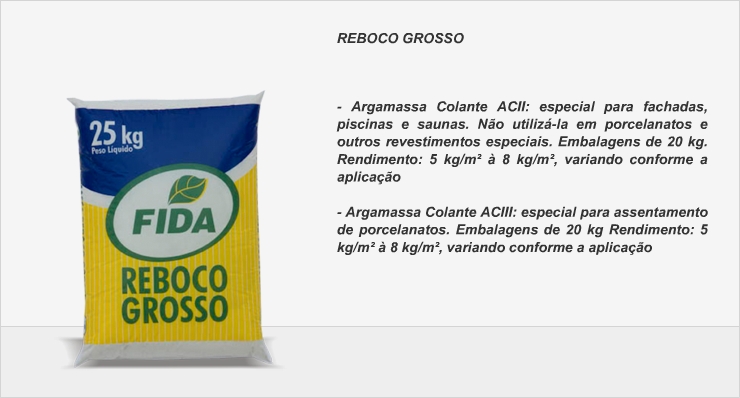 REBOCO GROSSO
- Argamassa Colante ACII: especial para fachadas,
piscinas e saunas. Não utilizá-la em porcelanatos e
outros revestimentos especiais. Embalagens de 20 kg.
Rendimento: 5 kg/m² à 8 kg/m², variando conforme a
aplicação
- Argamassa Colante ACIII: especial para assentamento
de porcelanatos. Embalagens de 20 kg Rendimento: 5
kg/m² à 8 kg/m², variando conforme a aplicação
25 kg
Peso Líquido
FIDA
REBOCO
GROSSO